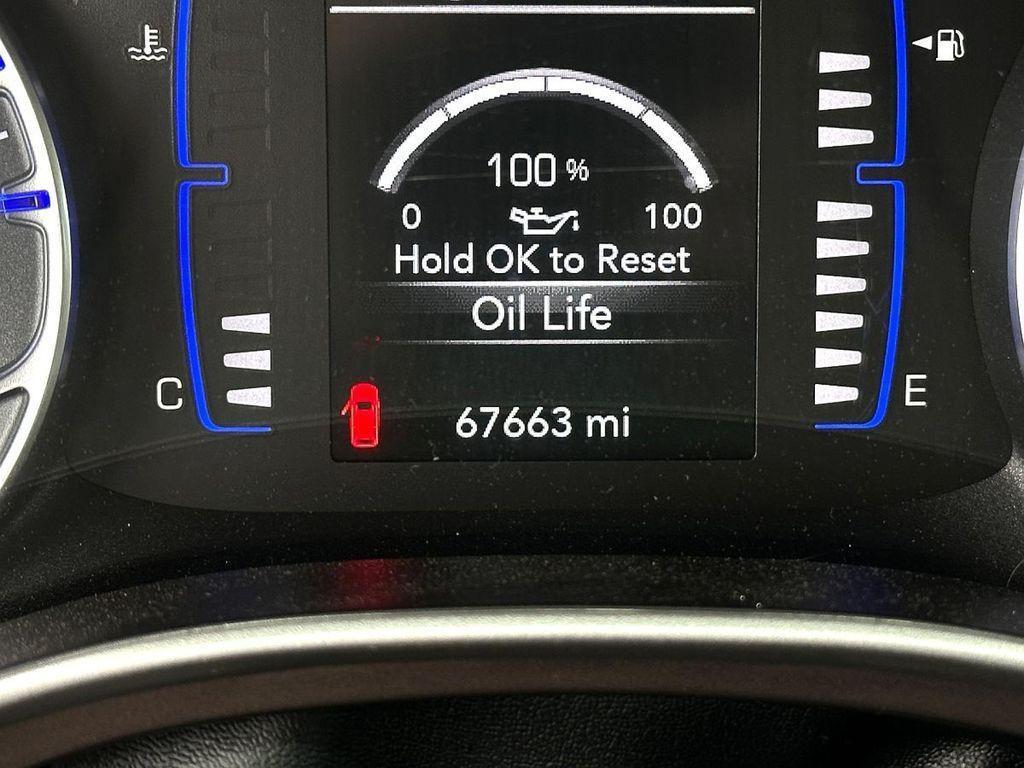 100 %
0 100
Hold OK to Reset
Oil Life
C E
67663 mi